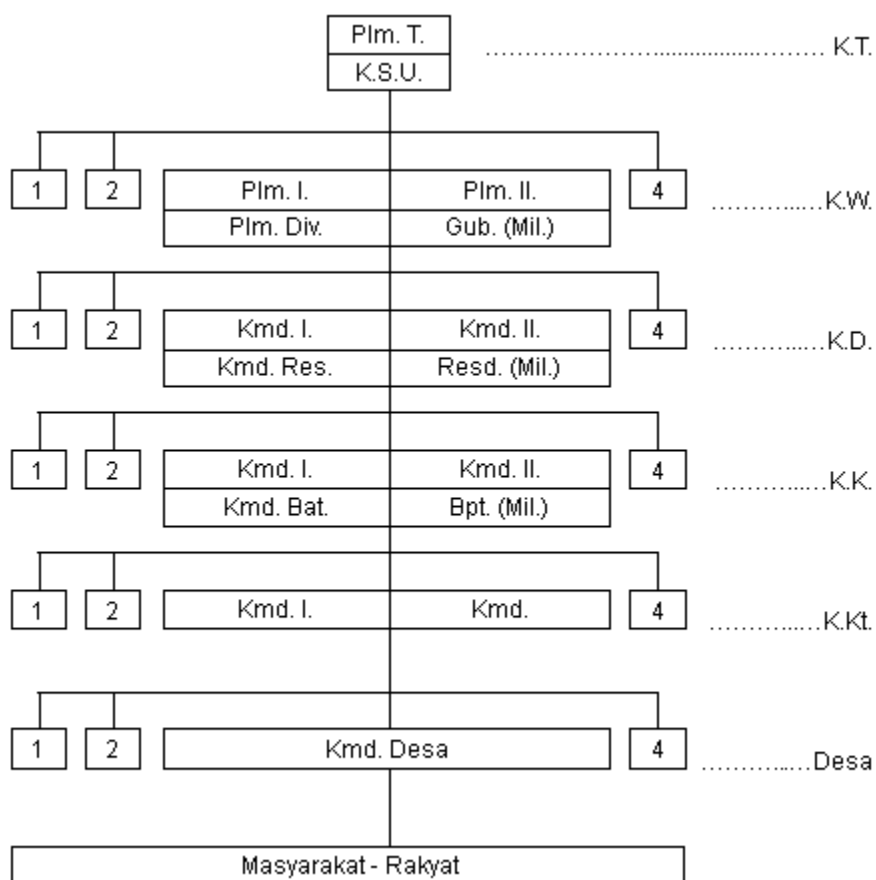 Plm. T.
K.S.U.
........................................ K.T.
1 2 Plm. I. Plm. II. 4
Plm. Div. Gub. (Mil.)
................K.W.
1 2 Kmd. I. Kmd. II. 4
Kmd. Res. Resd. (Mil.)
................K.D.
1 2 Kmd. I. Kmd. II. 4
Kmd. Bat. Bpt. (Mil.)
................K.K.
1 2 Kmd. I. Kmd. 4
................K.Kt.
1 2 Kmd. Desa 4
................Desa
Masyarakat - Rakyat